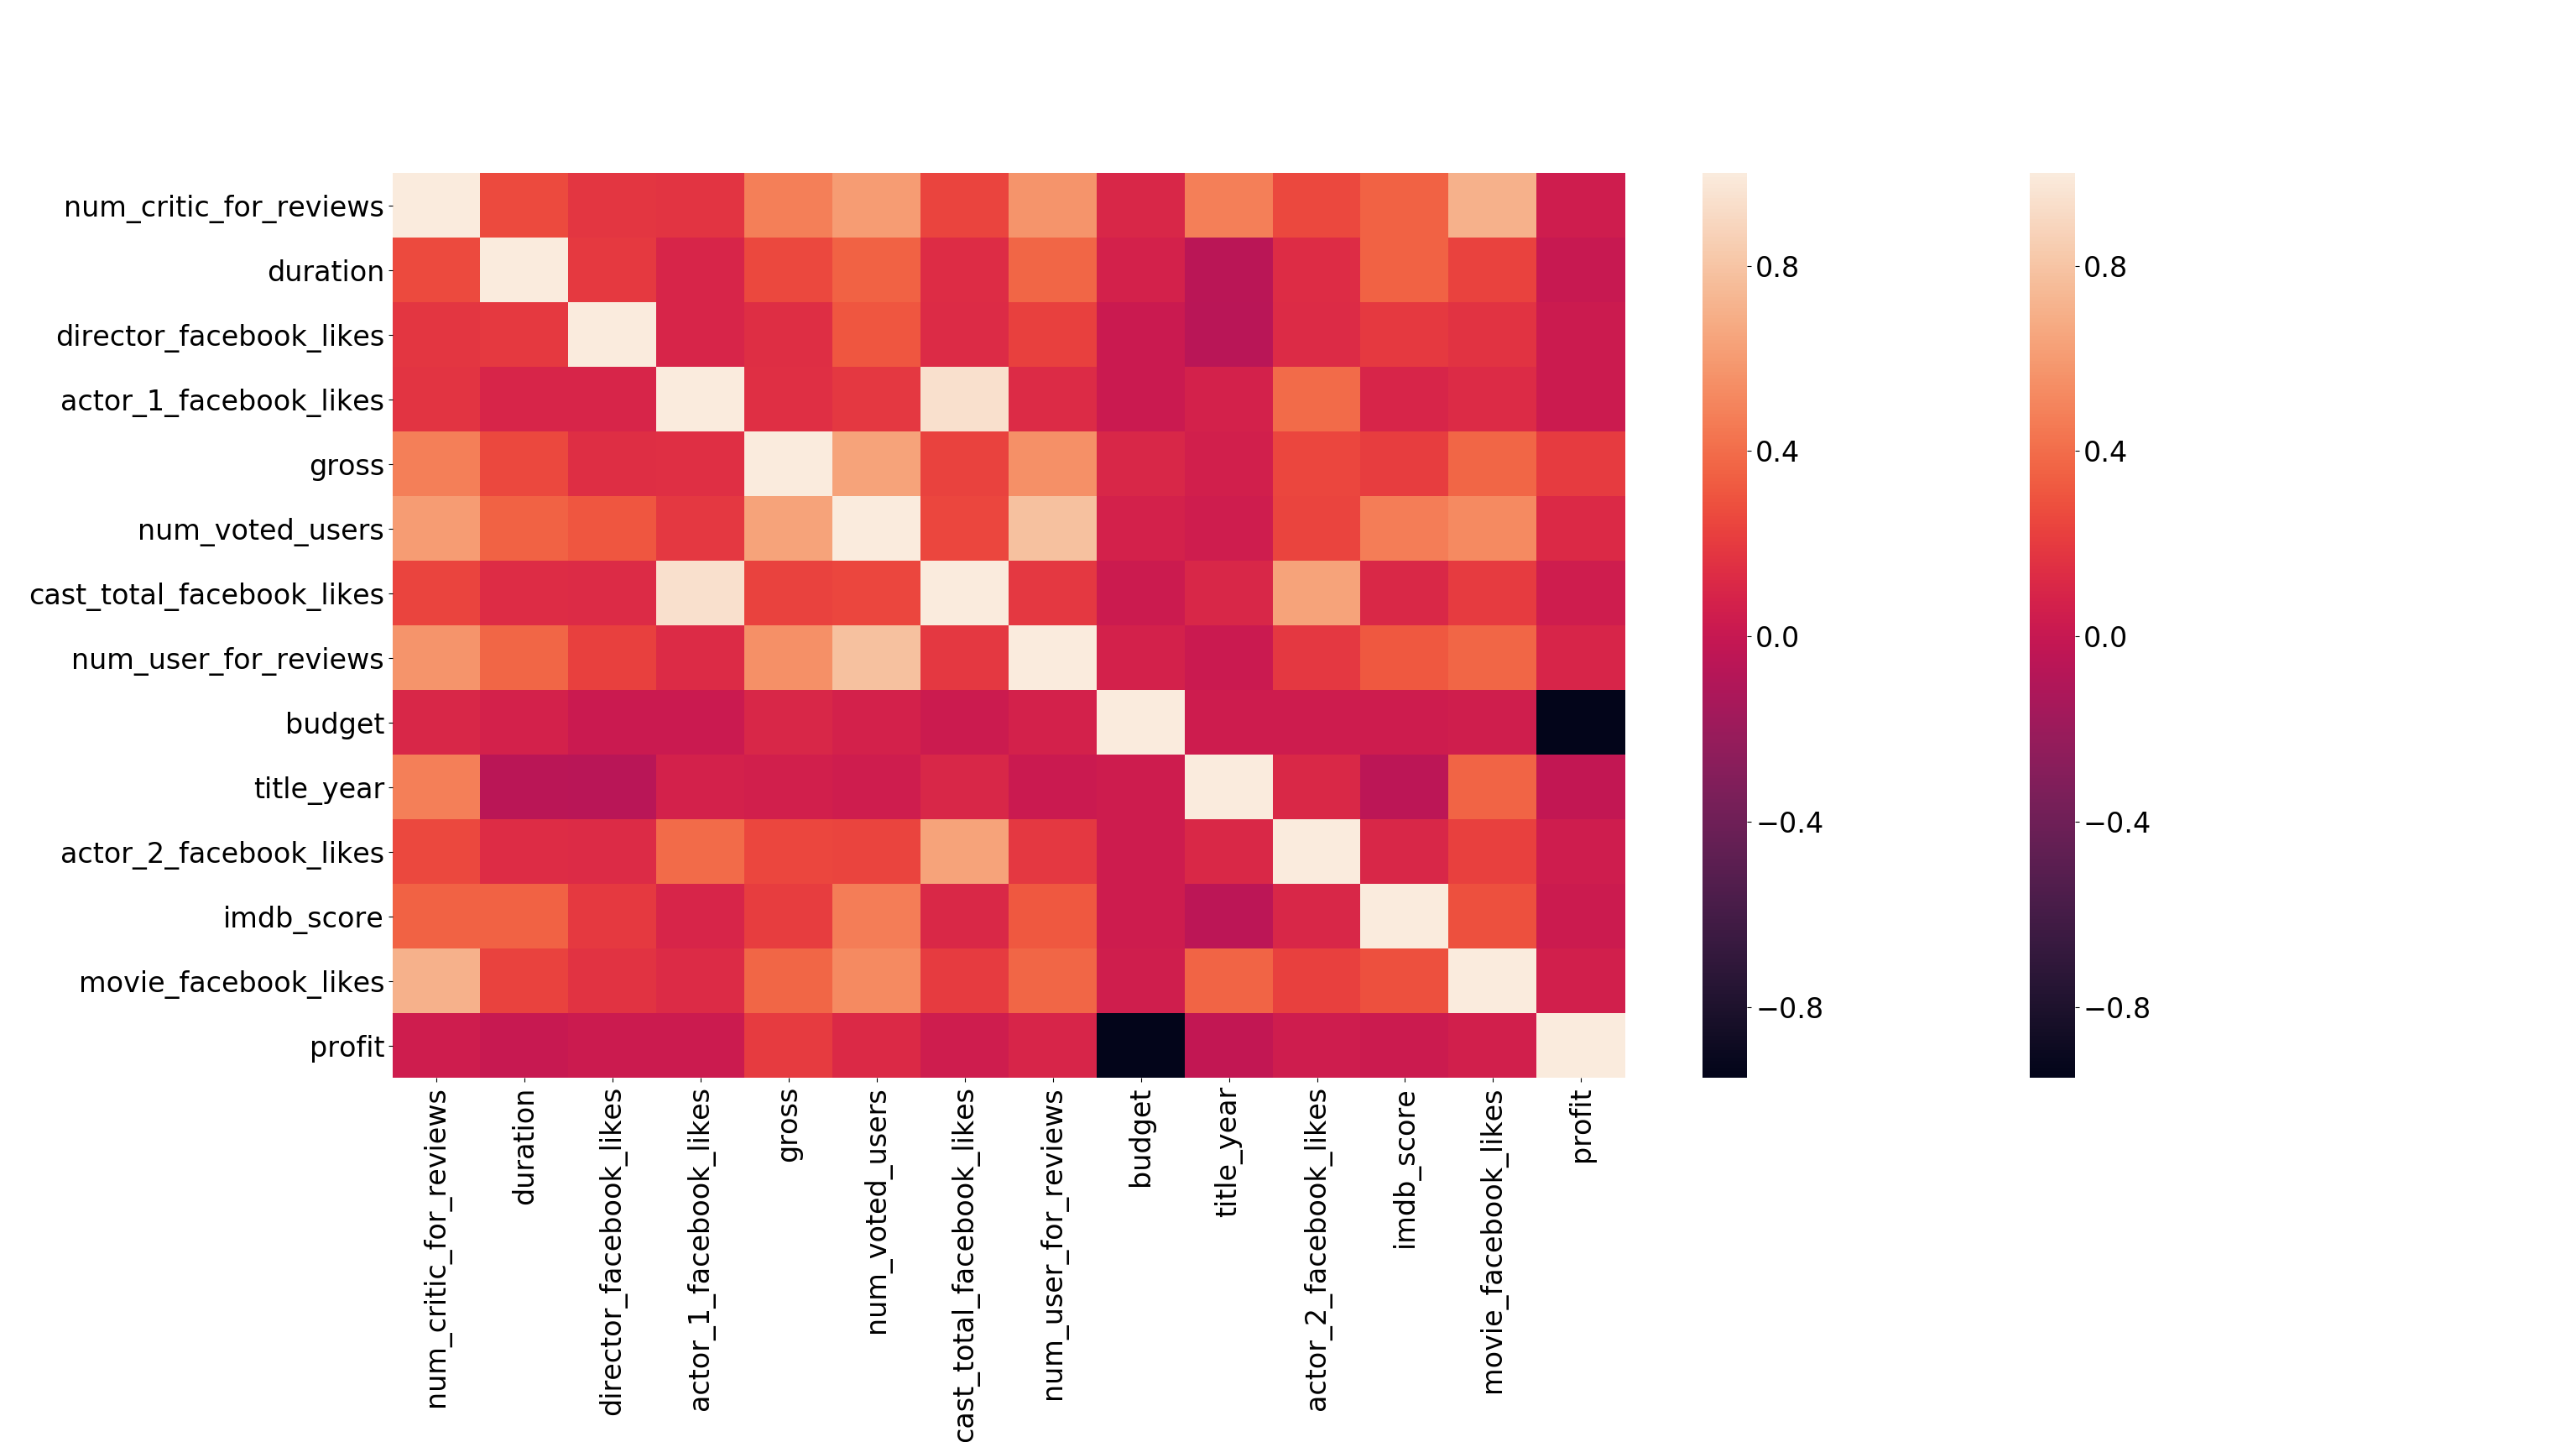 num_critic_for_reviews
duration
director_facebook_likes
actor_1_facebook_likes
gross
num_voted_users
cast_total_facebook_likes
num_user_for_reviews
budget
title_year
actor_2_facebook_likes
imdb_score
movie_facebook_likes
profit
num_critic_for_reviews
duration
director_facebook_likes
actor_1_facebook_likes
gross
num_voted_users
cast_total_facebook_likes
num_user_for_reviews
budget
title_year
actor_2_facebook_likes
imdb_score
movie_facebook_likes
profit
0.8
0.4
0.0
−0.4
−0.8
0.8
0.4
0.0
−0.4
−0.8